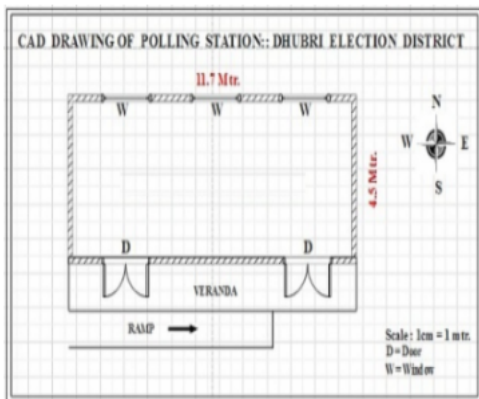 CAD DRAWING OF POLLING STATION:: DHUBRI ELECTION DISTRICT
11.7 Mtr.
W W W
N
W E
S
4.5 Mtr.
D D
VERANDA
RAMP
Scale: 1cm = 1 mtr.
D=Door
W=Window